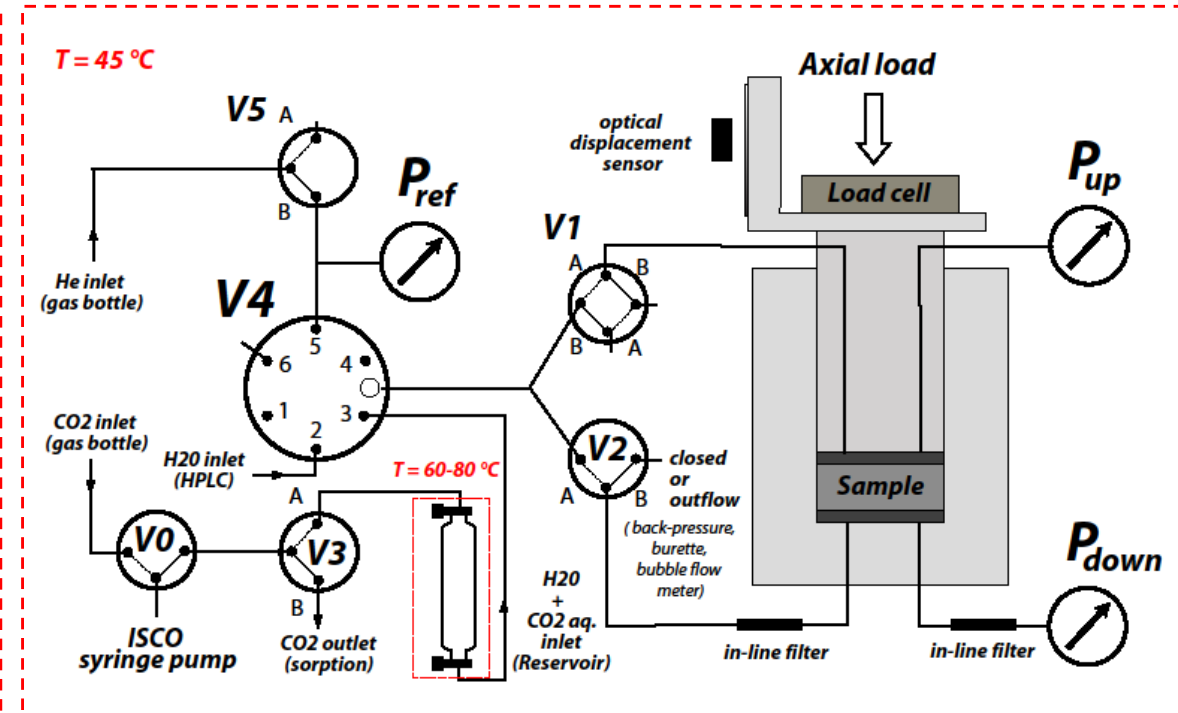 T = 45 °C
Axial load
V5
A
B
optical
displacement
sensor
P ref
P up
Load cell
V1
A
B
B
A
He inlet
(gas bottle)
V4
5
6
4
1
3
2
CO2 inlet
(gas bottle)
H20 inlet
(HPLC)
T = 60-80 °C
V2
A
B
closed
or
outflow
( back-pressure,
burette,
bubble flow
meter)
Sample
A
V0
V3
B
P down
H20
+
CO2 aq.
inlet
(Reservoir)
ISCO
syringe pump
CO2 outlet
(sorption)
in-line filter
in-line filter